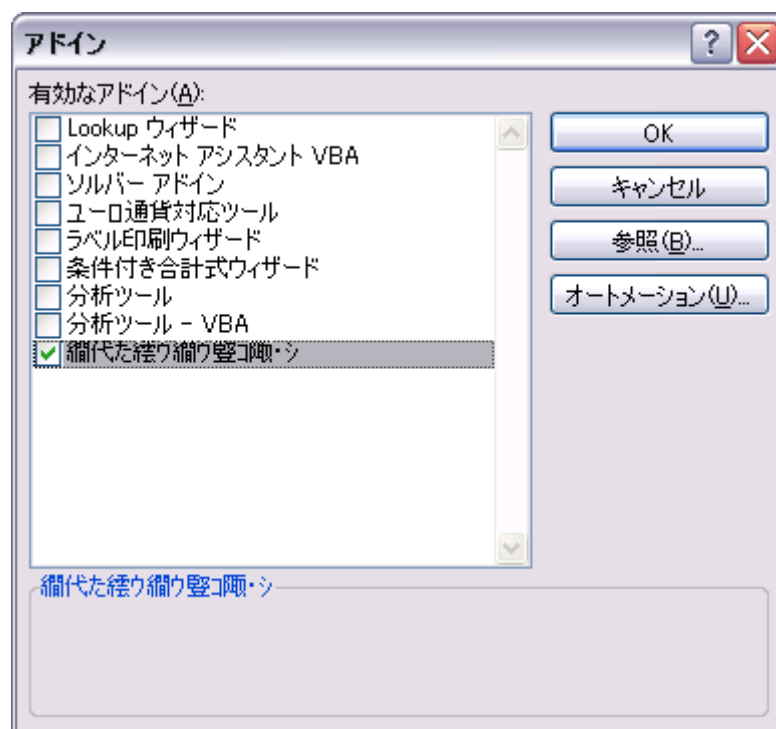 アドイン
有効なアドイン(A):
Lookup ウィザード
インターネット アシスタント VBA
ソルバー アドイン
ユーロ通貨対応ツール
ラベル印刷ウィザード
条件付き合計式ウィザード
分析ツール
分析ツール - VBA
OK
キャンセル
参照(B)...
オートメーション(U)...